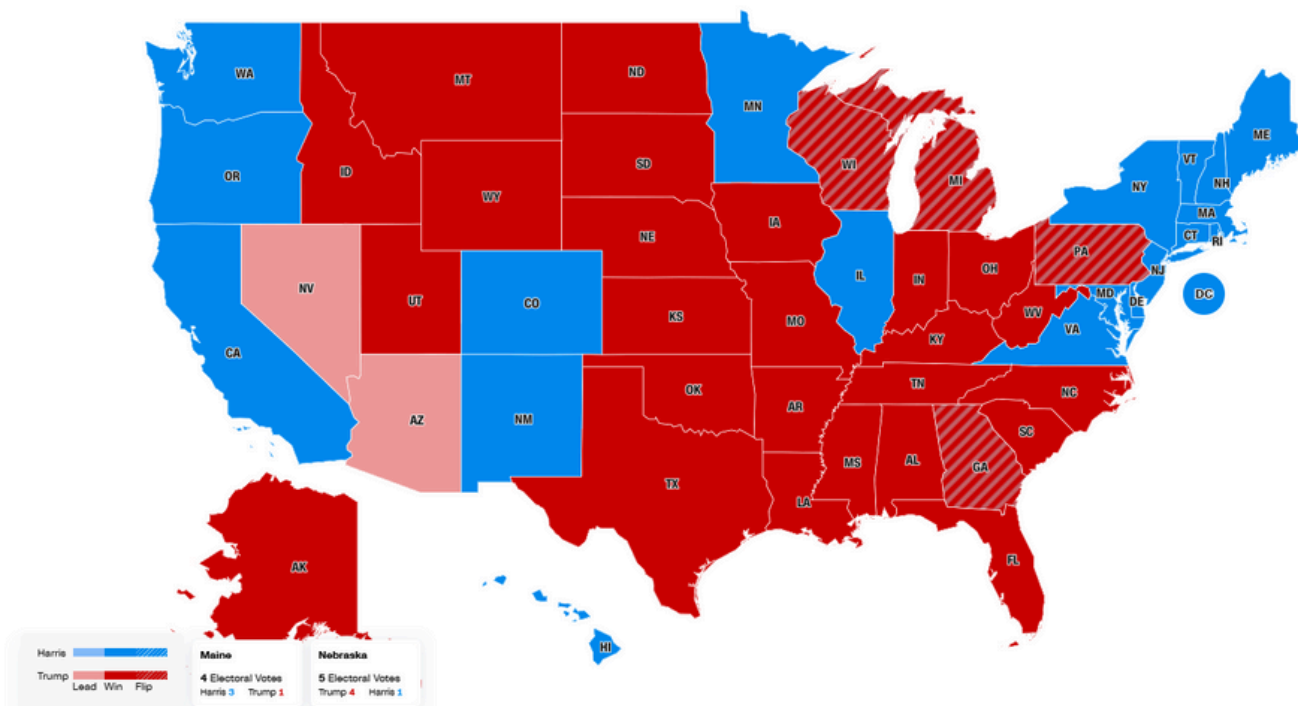 WA
MT
ND
MN
ME
VT
OR
ID
SD
WI
MI
NY
NH
WY
MA
IA
CT
RI
NE
PA
NV
UT
CO
IL
IN
OH
NJ
DC
MD
DE
WV
KS
MO
VA
CA
KY
TN
OK
AR
NC
AZ
NM
SC
MS
AL
GA
TX
LA
FL
AK
HI
Harris
Trump
Lead Win Flip
Maine
4 Electoral Votes
Harris 3 Trump 1
Nebraska
5 Electoral Votes
Trump 4 Harris 1